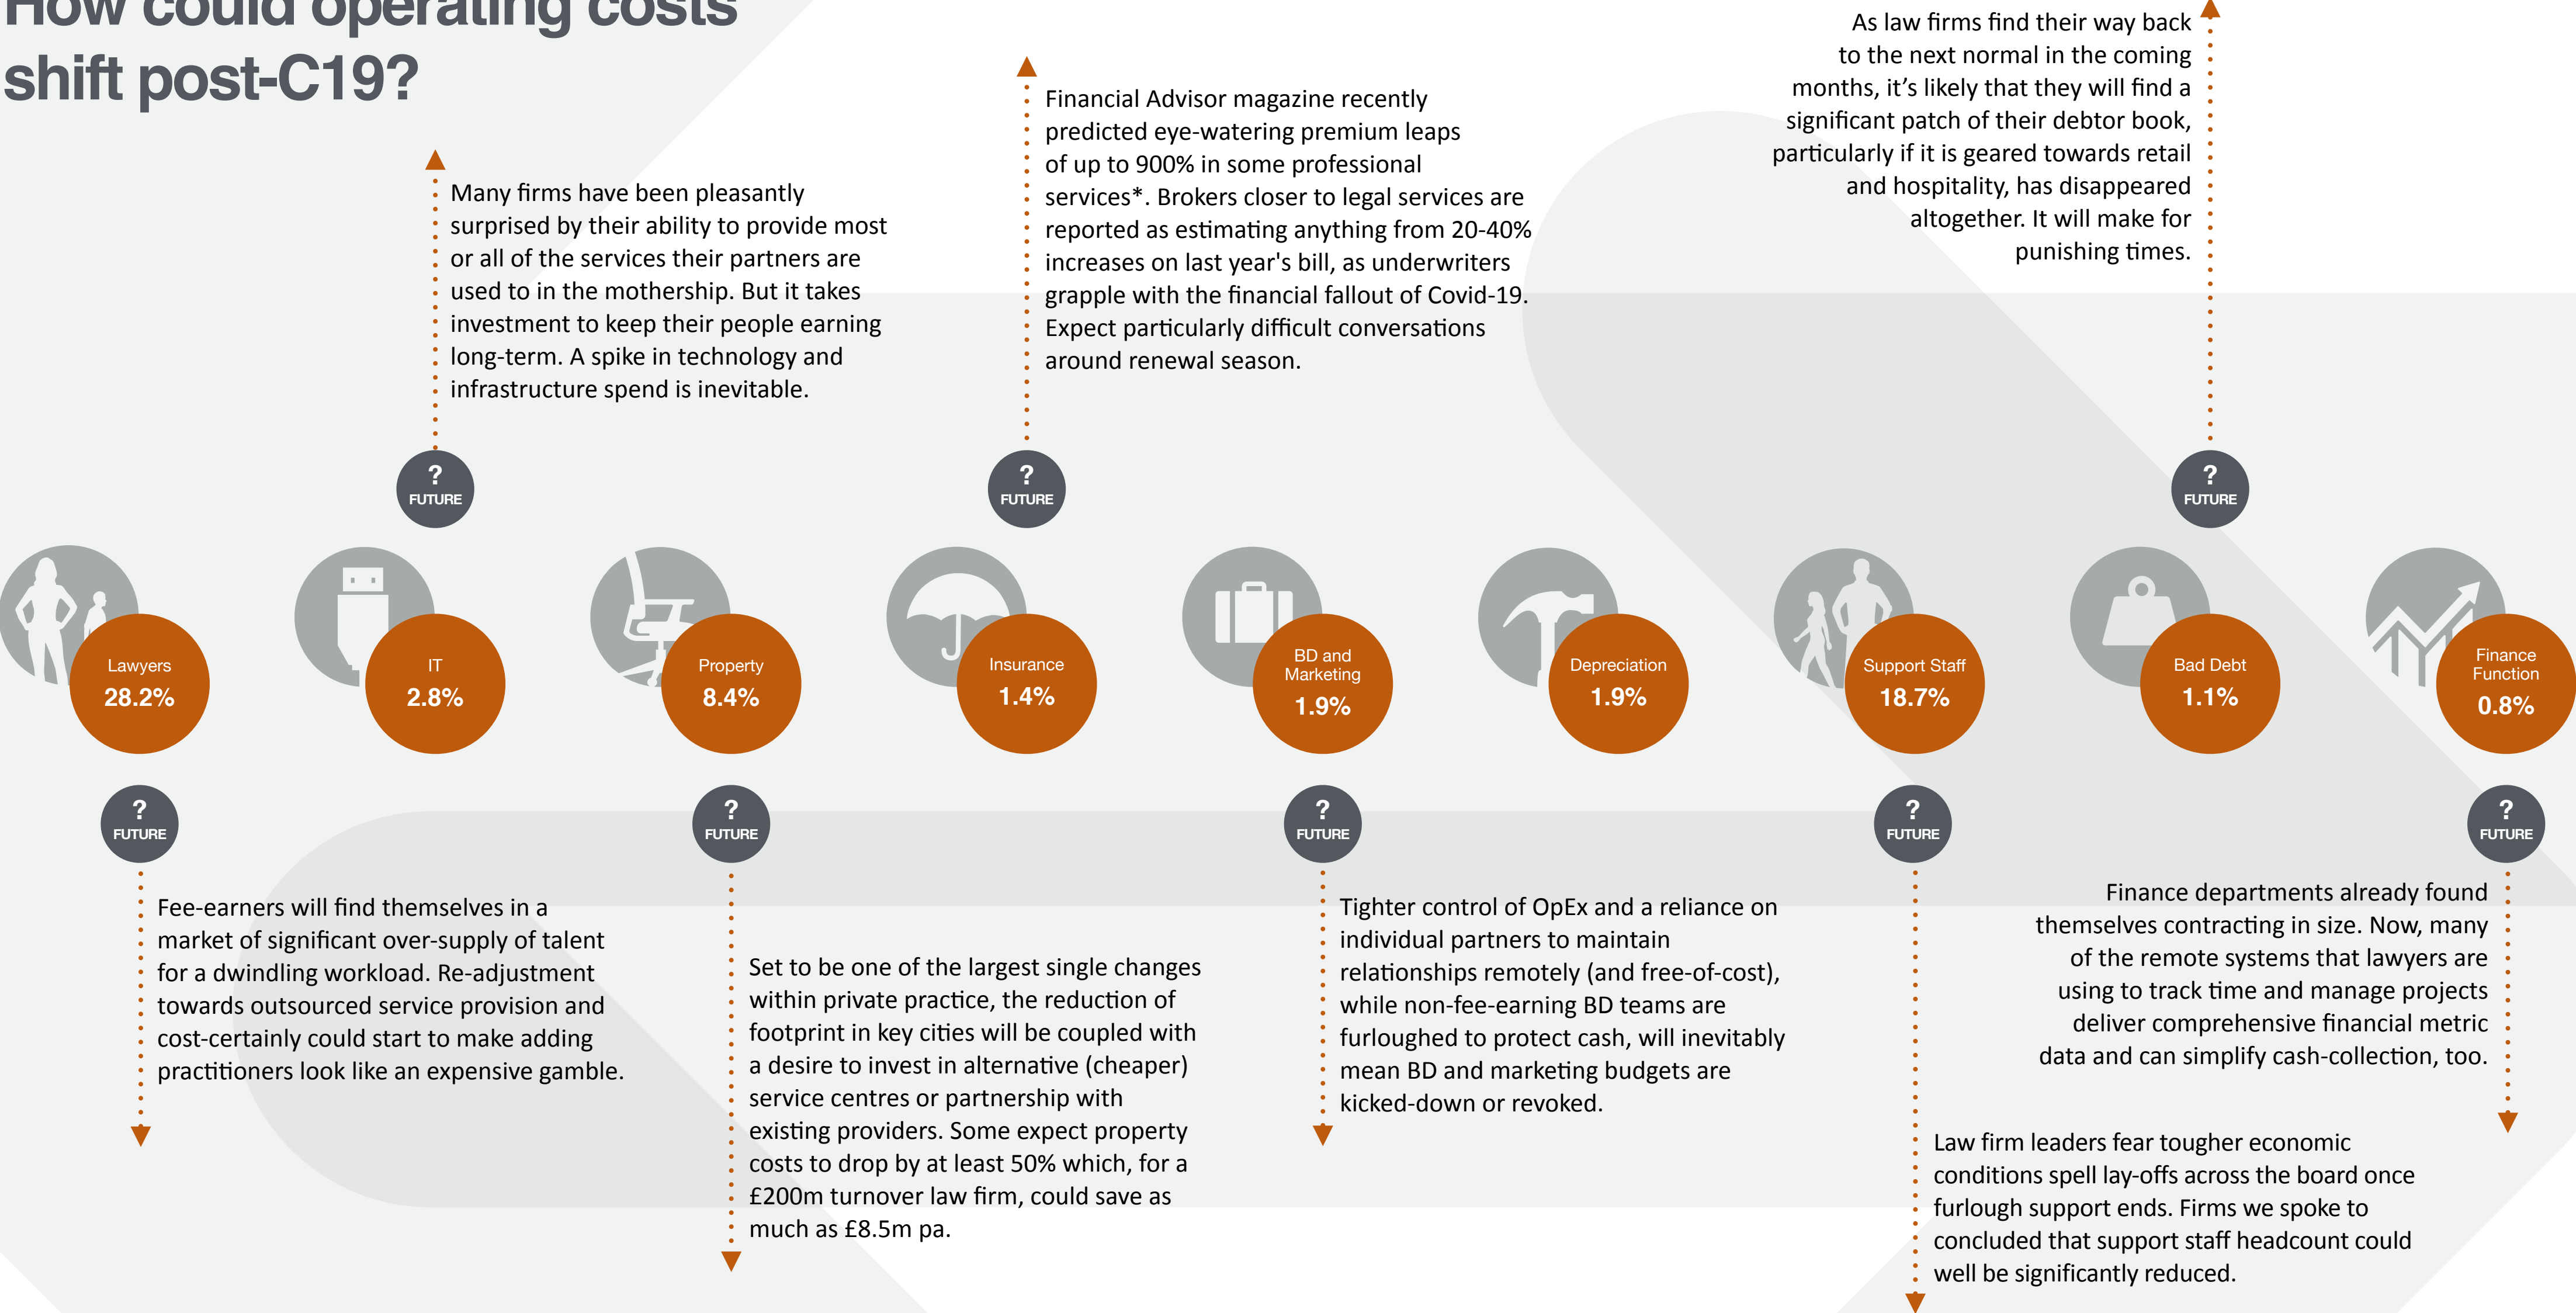 How could operating costs
shift post-C19?
Many firms have been pleasantly
surprised by their ability to provide most
or all of the services their partners are
used to in the mothership. But it takes
investment to keep their people earning
long-term. A spike in technology and
infrastructure spend is inevitable.
Financial Advisor magazine recently
predicted eye-watering premium leaps
of up to 900% in some professional
services*. Brokers closer to legal services are
reported as estimating anything from 20-40%
increases on last year's bill, as underwriters
grapple with the financial fallout of Covid-19.
Expect particularly difficult conversations
around renewal season.
As law firms find their way back
to the next normal in the coming
months, it’s likely that they will find a
significant patch of their debtor book,
particularly if it is geared towards retail
and hospitality, has disappeared
altogether. It will make for
punishing times.
?
FUTURE
?
FUTURE
?
FUTURE
Lawyers
28.2%
IT
2.8%
Property
8.4%
Insurance
1.4%
BD and
Marketing
1.9%
Depreciation
1.9%
Support Staff
18.7%
Bad Debt
1.1%
Finance
Function
0.8%
?
FUTURE
?
FUTURE
?
FUTURE
?
FUTURE
?
FUTURE
Fee-earners will find themselves in a
market of significant over-supply of talent
for a dwindling workload. Re-adjustment
towards outsourced service provision and
cost-certainly could start to make adding
practitioners look like an expensive gamble.
Set to be one of the largest single changes
within private practice, the reduction of
footprint in key cities will be coupled with
a desire to invest in alternative (cheaper)
service centres or partnership with
existing providers. Some expect property
costs to drop by at least 50% which, for a
£200m turnover law firm, could save as
much as £8.5m pa.
Tighter control of OpEx and a reliance on
individual partners to maintain
relationships remotely (and free-of-cost),
while non-fee-earning BD teams are
furloughed to protect cash, will inevitably
mean BD and marketing budgets are
kicked-down or revoked.
Law firm leaders fear tougher economic
conditions spell lay-offs across the board once
furlough support ends. Firms we spoke to
concluded that support staff headcount could
well be significantly reduced.
Finance departments already found
themselves contracting in size. Now, many
of the remote systems that lawyers are
using to track time and manage projects
deliver comprehensive financial metric
data and can simplify cash-collection, too.